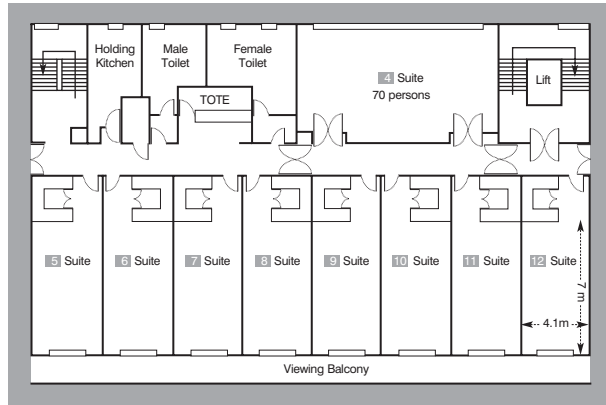 Holding
Kitchen
Male
Toilet
Female
Toilet
TOTE
4 Suite
70 persons
Lift
5 Suite
6 Suite
7 Suite
8 Suite
9 Suite
10 Suite
11 Suite
12 Suite
7 m
4.1m
Viewing Balcony